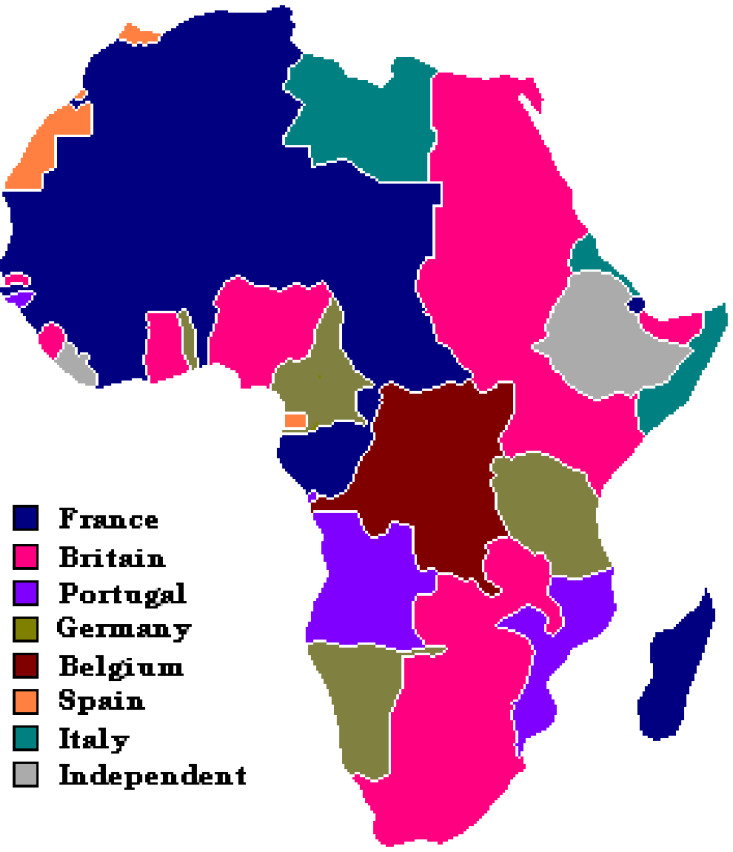 France
Britain
Portugal
Germany
Belgium
Spain
Italy
Independent